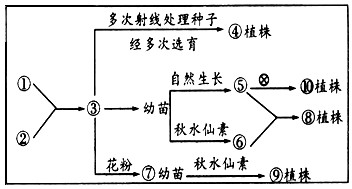 多次射线处理种子
经多次选育
④植株
①
②
③
幼苗
自然生长
⑤
⊗
⑩植株
秋水仙素
⑥
⑧植株
花粉
⑦幼苗
秋水仙素
⑨植株